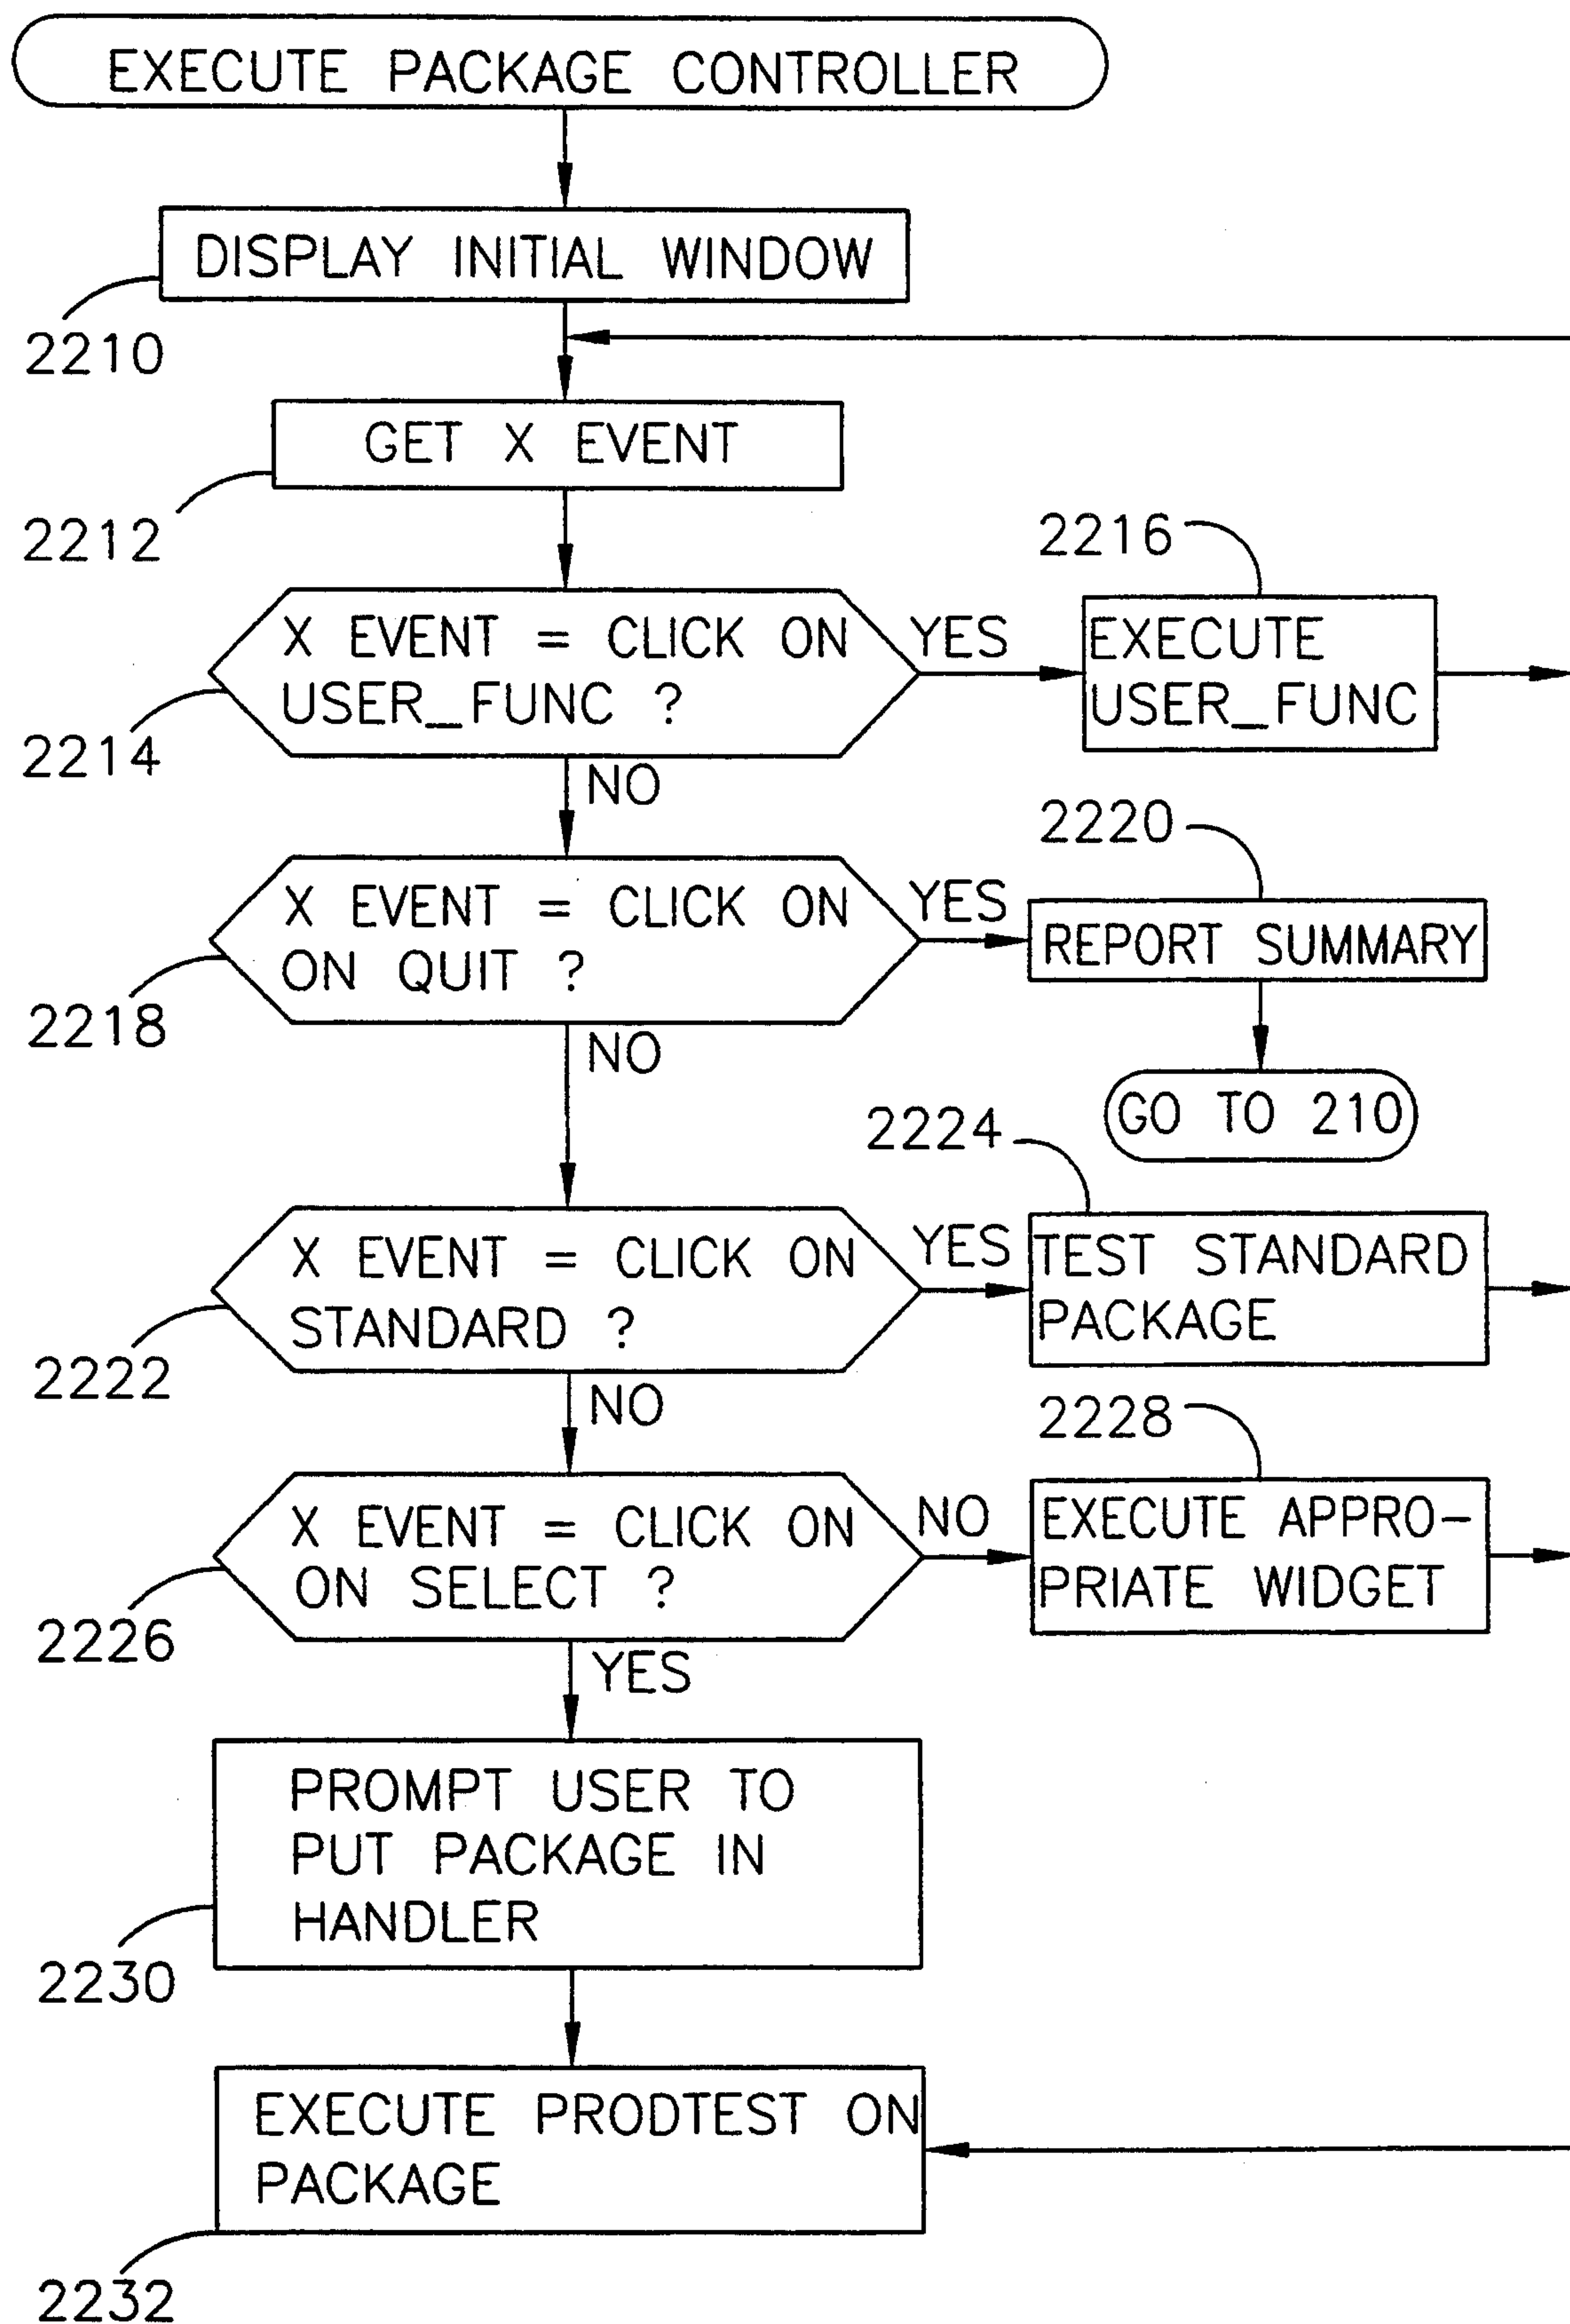 EXECUTE PACKAGE CONTROLLER
DISPLAY INITIAL WINDOW
2210
GET X EVENT
2212
X EVENT = CLICK ON
USER_FUNC ?
2214
YES
2216
EXECUTE
USER_FUNC
NO
X EVENT = CLICK ON
ON QUIT ?
2218
YES
2220
REPORT SUMMARY
GO TO 210
NO
X EVENT = CLICK ON
STANDARD ?
2222
YES
2224
TEST STANDARD
PACKAGE
NO
X EVENT = CLICK ON
ON SELECT ?
2226
NO
2228
EXECUTE APPRO-
PRIATE WIDGET
YES
PROMPT USER TO
PUT PACKAGE IN
HANDLER
2230
EXECUTE PRODTEST ON
PACKAGE
2232